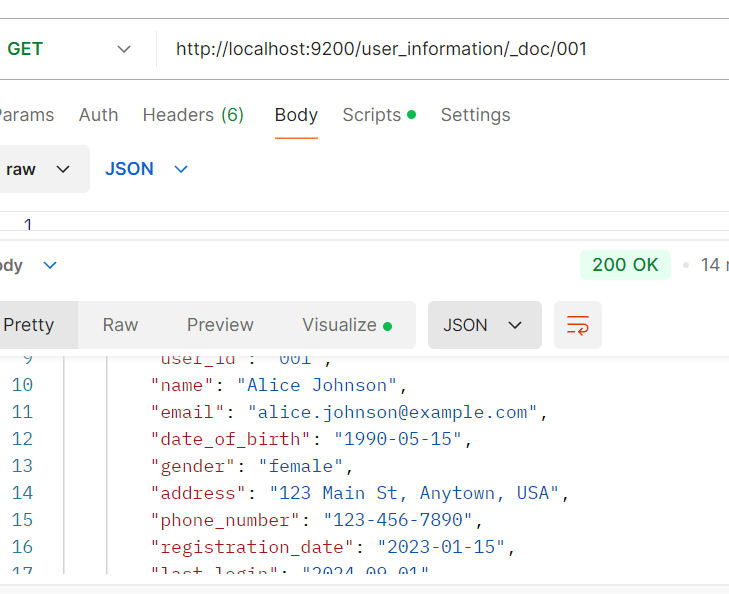 GET http://localhost:9200/user_information/_doc/001
Params Auth Headers (6) Body Scripts Settings
raw JSON
1
Body 200 OK 14
Pretty Raw Preview Visualize JSON
9 "user_id": "001",
10 "name": "Alice Johnson",
11 "email": "alice.johnson@example.com",
12 "date_of_birth": "1990-05-15",
13 "gender": "female",
14 "address": "123 Main St, Anytown, USA",
15 "phone_number": "123-456-7890",
16 "registration_date": "2023-01-15",
17 "last_login": "2024-09-01"